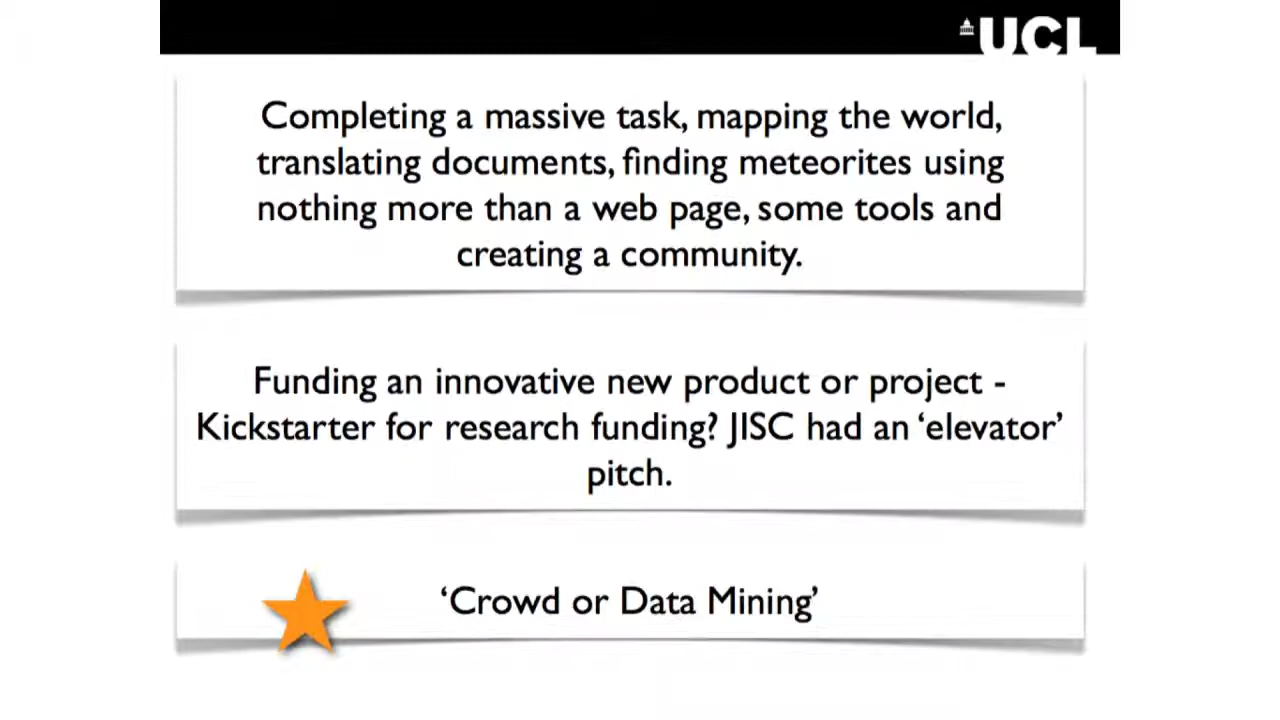 UCL
Completing a massive task, mapping the world,
translating documents, finding meteorites using
nothing more than a web page, some tools and
creating a community.
Funding an innovative new product or project -
Kickstarter for research funding? JISC had an ‘elevator’
pitch.
‘Crowd or Data Mining’